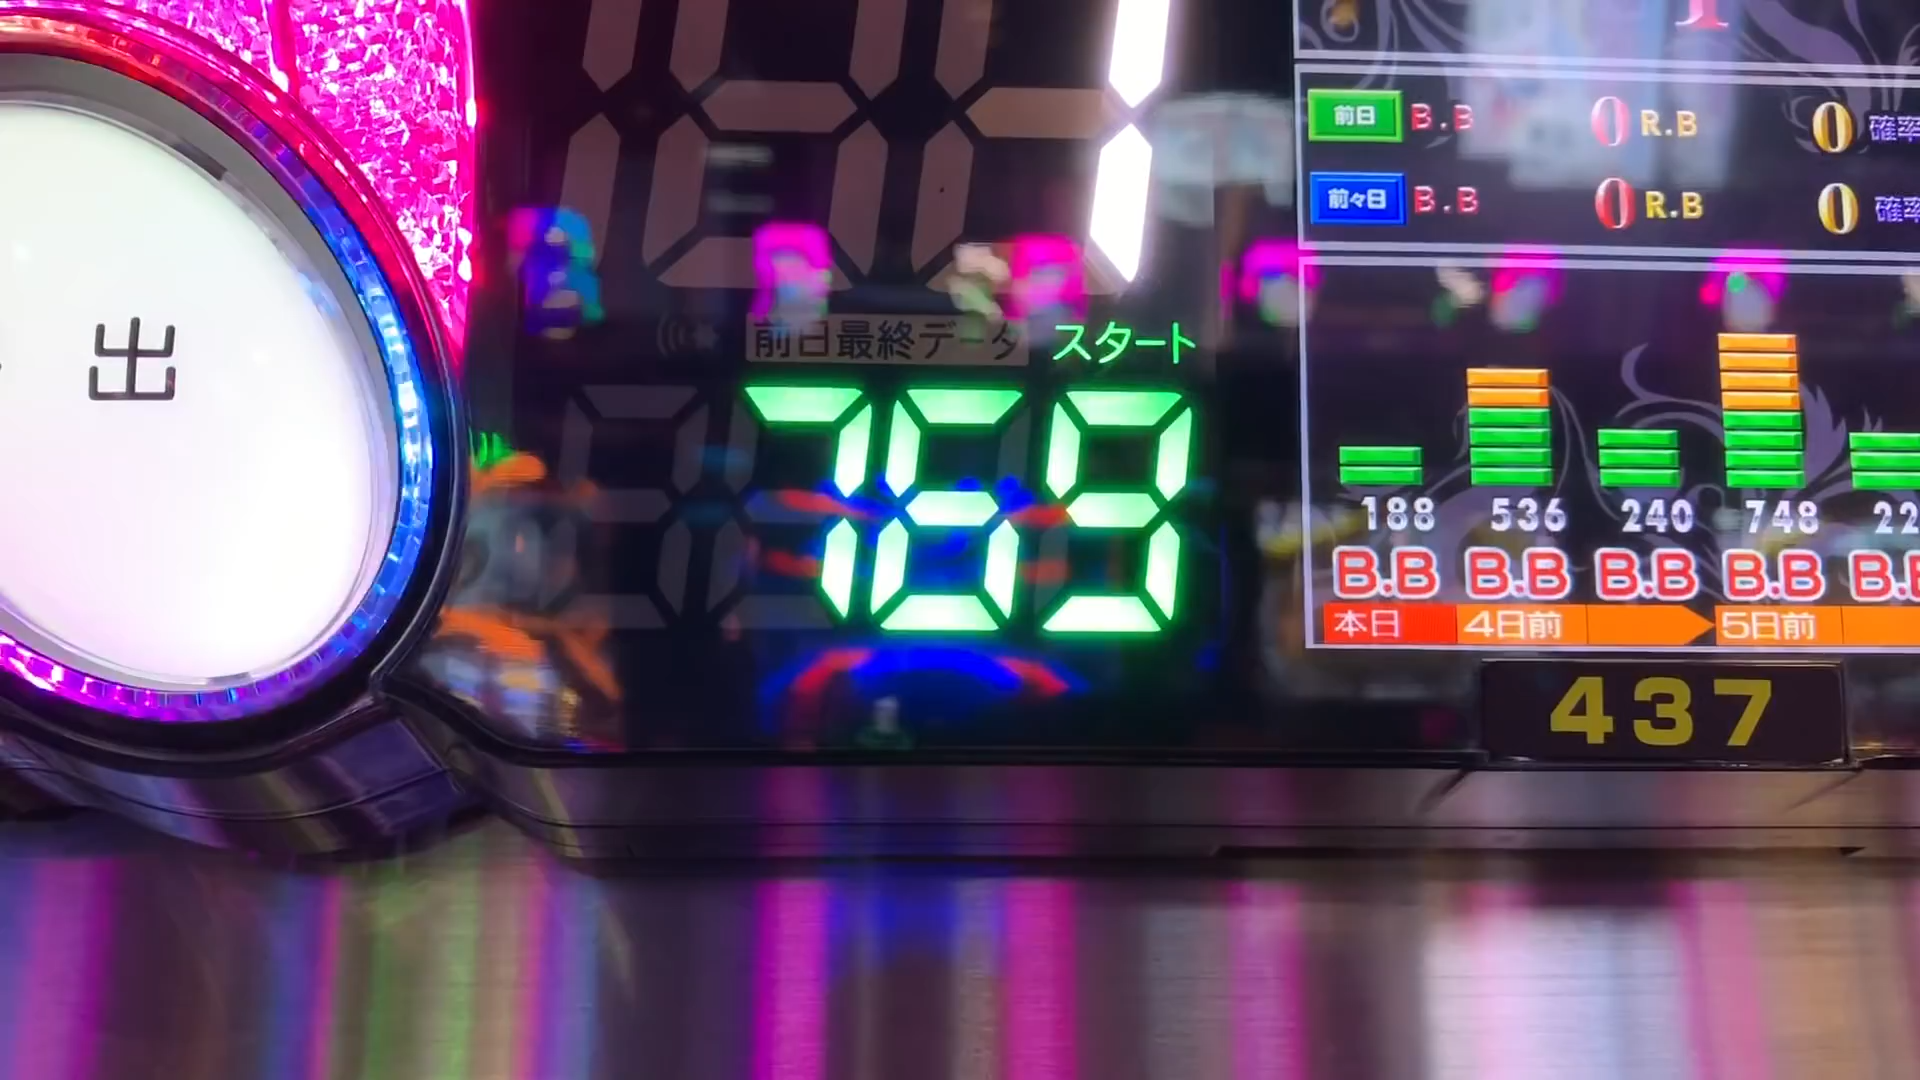 1
前日 B.B 0 R.B 0 確率
前々日 B.B 0 R.B 0 確率
出
前日最終データ スタート
769
188 536 240 748 22
B.B B.B B.B B.B B.B
本日 4日前 5日前
437